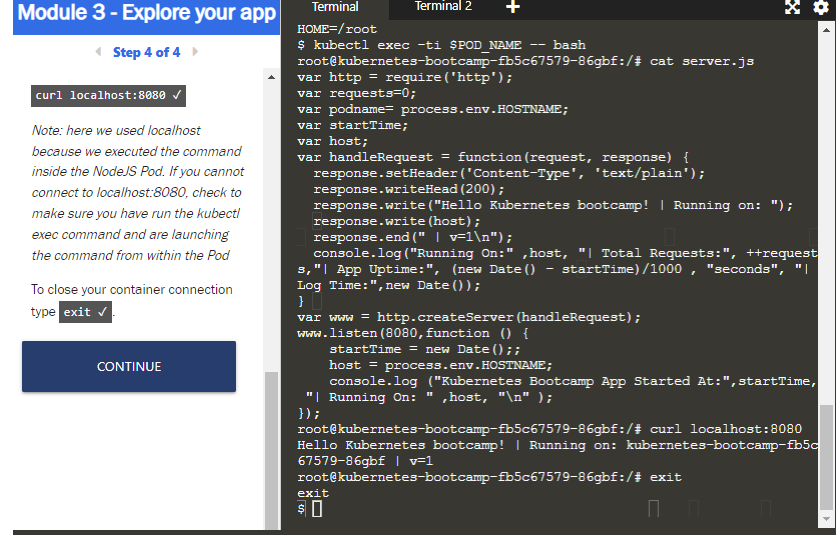 Module 3 - Explore your app
Step 4 of 4
curl localhost:8080 ✓
Note: here we used localhost
because we executed the command
inside the NodeJS Pod. If you cannot
connect to localhost:8080, check to
make sure you have run the kubectl
exec command and are launching
the command from within the Pod
To close your container connection
type exit ✓.
CONTINUE
Terminal
Terminal 2
+
HOME=/root
$ kubectl exec -ti $POD_NAME -- bash
root@kubernetes-bootcamp-fb5c67579-86gbf:/# cat server.js
var http = require('http');
var requests=0;
var podname= process.env.HOSTNAME;
var startTime;
var host;
var handleRequest = function(request, response) {
  response.setHeader('Content-Type', 'text/plain');
  response.writeHead(200);
  response.write("Hello Kubernetes bootcamp! | Running on: ");
  response.write(host);
  response.end(" | v=1\n");
  console.log("Running On:" ,host, "| Total Requests:", ++request
s,"| App Uptime:", (new Date() - startTime)/1000 , "seconds", "|
Log Time:",new Date());
}
var www = http.createServer(handleRequest);
www.listen(8080,function () {
    startTime = new Date();;
    host = process.env.HOSTNAME;
    console.log ("Kubernetes Bootcamp App Started At:",startTime,
 "| Running On: " ,host, "\n" );
});
root@kubernetes-bootcamp-fb5c67579-86gbf:/# curl localhost:8080
Hello Kubernetes bootcamp! | Running on: kubernetes-bootcamp-fb5c
67579-86gbf | v=1
root@kubernetes-bootcamp-fb5c67579-86gbf:/# exit
exit
$